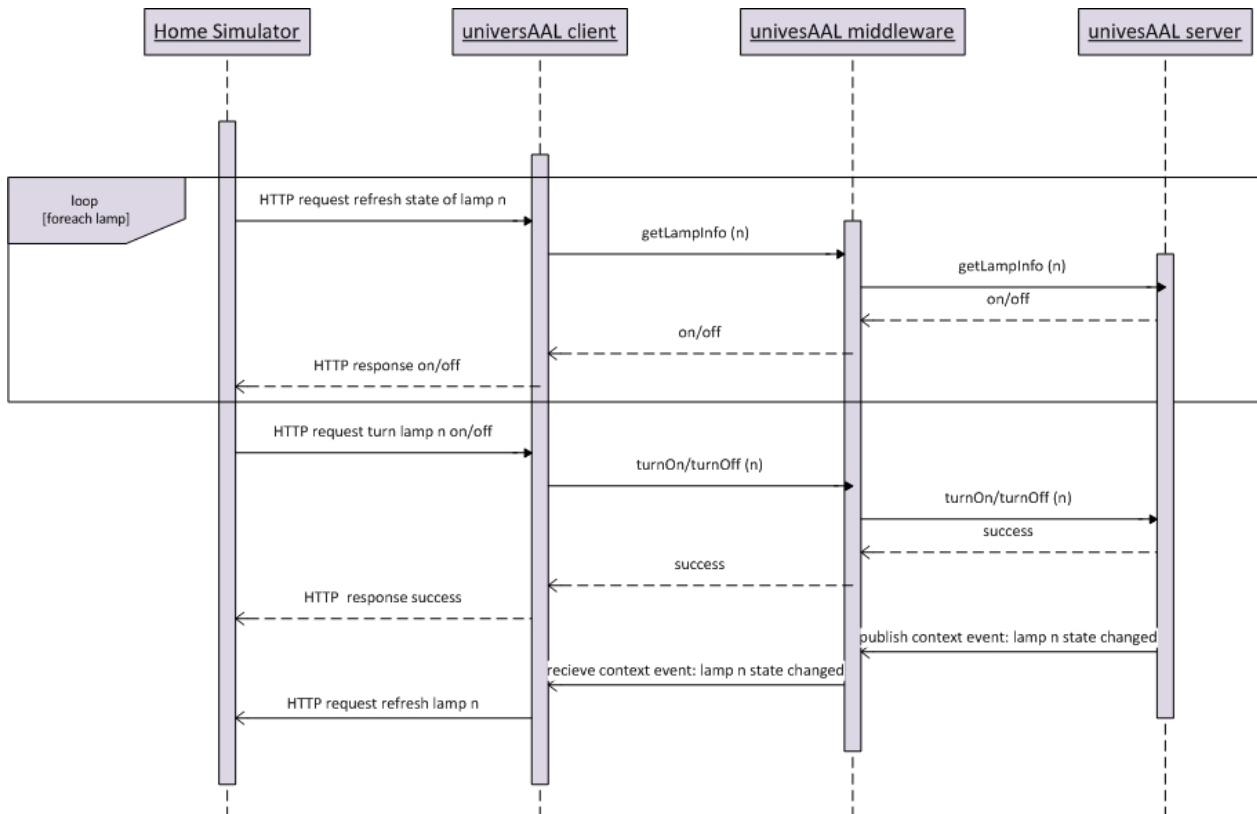 Home Simulator
universAAL client
univesAAL middleware
univesAAL server
loop
[foreach lamp]
HTTP request refresh state of lamp n
getLampInfo (n)
getLampInfo (n)
on/off
on/off
HTTP response on/off
HTTP request turn lamp n on/off
turnOn/turnOff (n)
turnOn/turnOff (n)
success
success
HTTP response success
publish context event: lamp n state changed
recieve context event: lamp n state changed
HTTP request refresh lamp n